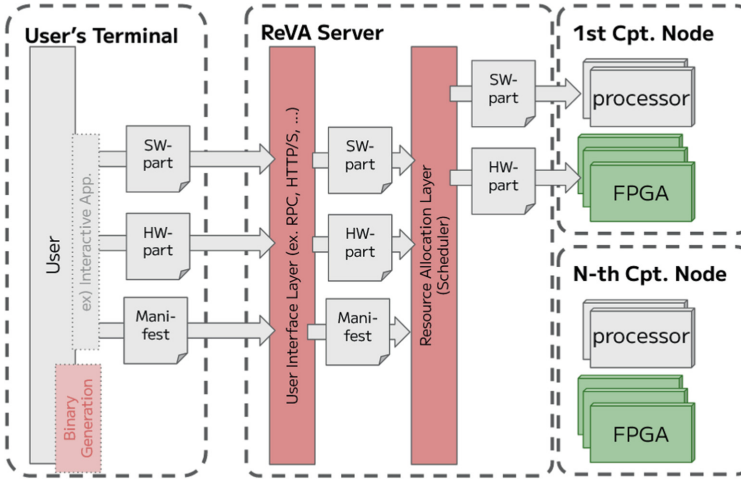 User's Terminal
User
ex) Interactive App.
Binary
Generation
SW-
part
HW-
part
Mani-
fest
ReVA Server
User Interface Layer (ex. RPC, HTTP/S, ...)
SW-
part
HW-
part
Mani-
fest
Resource Allocation Layer
(Scheduler)
SW-
part
HW-
part
1st Cpt. Node
processor
FPGA
N-th Cpt. Node
processor
FPGA